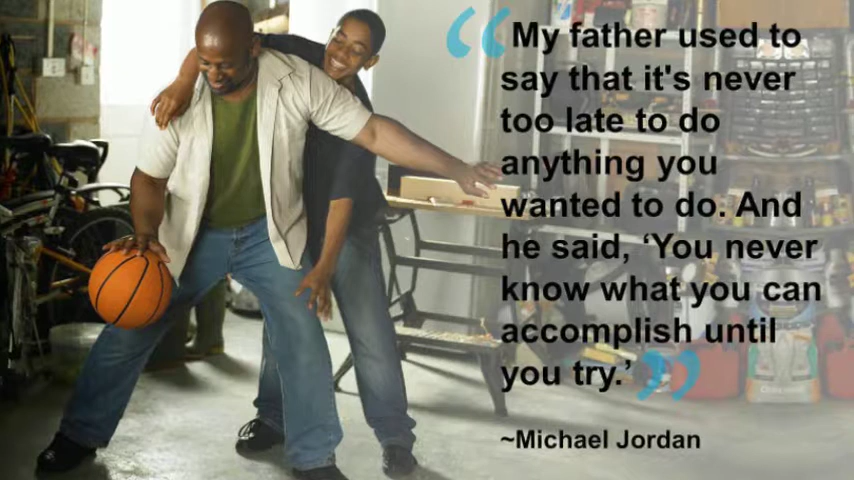 “My father used to
say that it's never
too late to do
anything you
wanted to do. And
he said, ‘You never
know what you can
accomplish until
you try.’”
~Michael Jordan